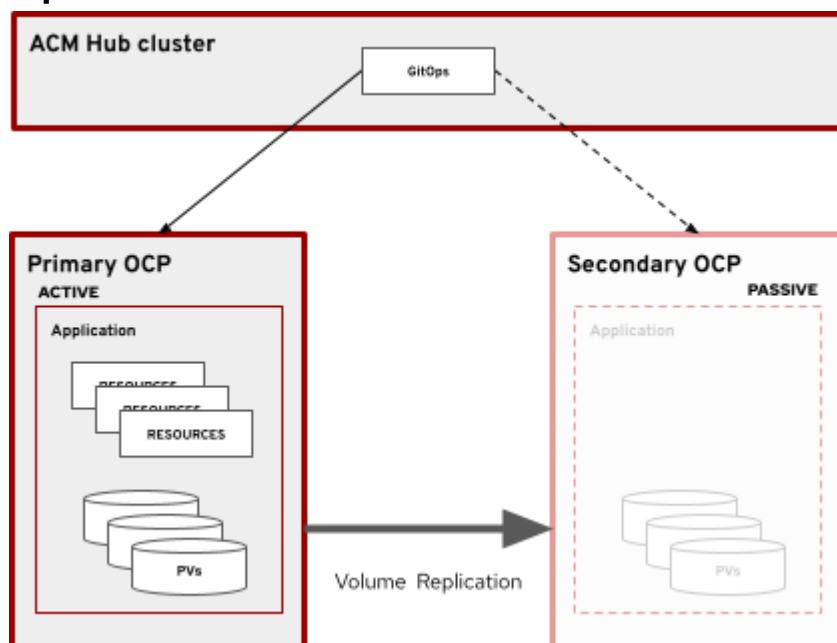 ACM Hub cluster
GitOps
Primary OCP
ACTIVE
Application
RESOURCES
RESOURCES
RESOURCES
PVs
Volume Replication
Secondary OCP
PASSIVE
Application
PVs